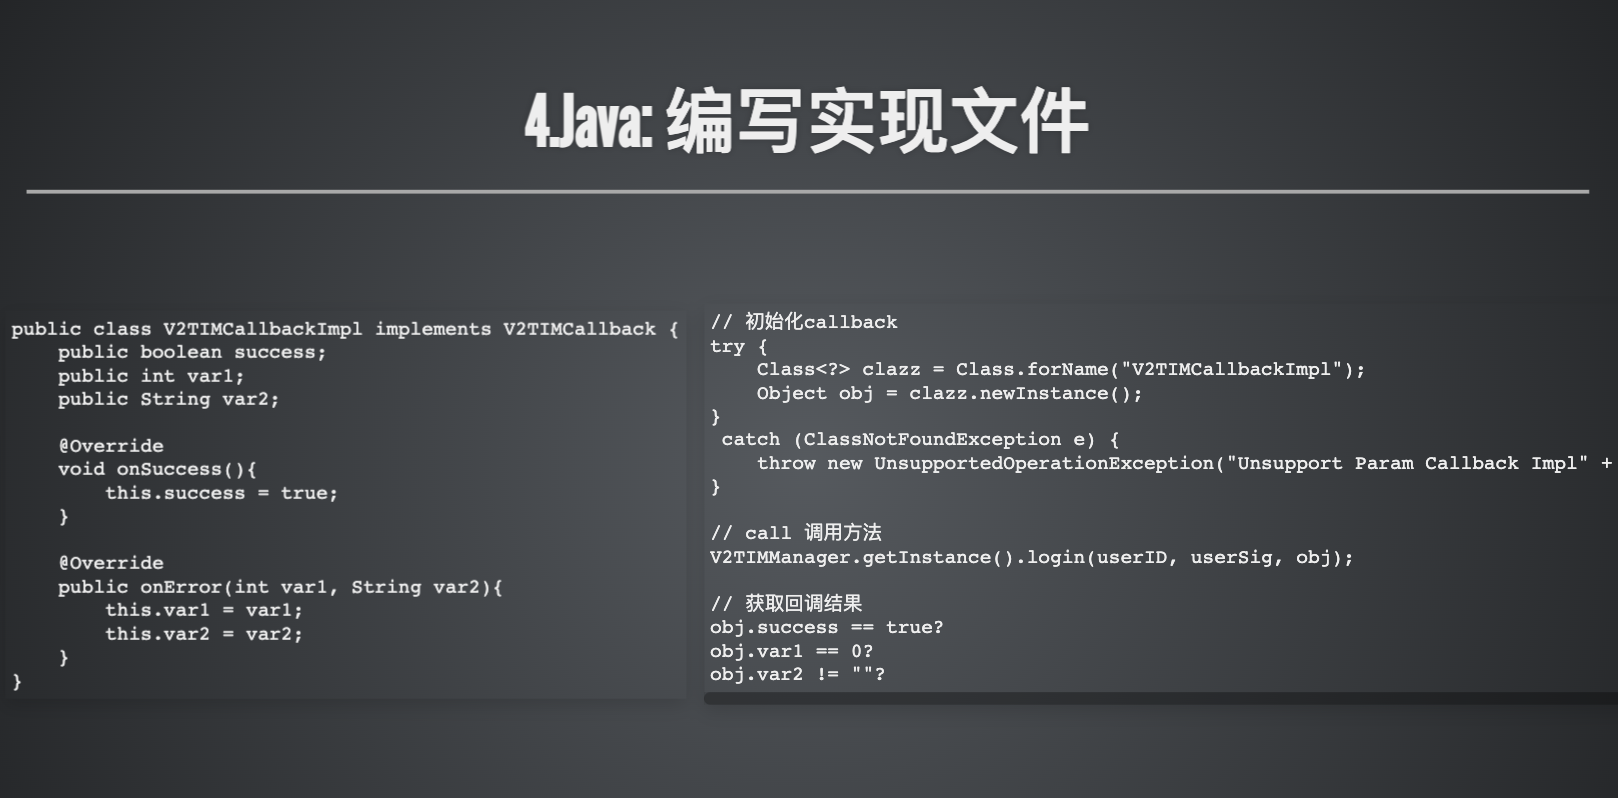 4.Java: 编写实现文件
public class V2TIMCallbackImpl implements V2TIMCallback {
    public boolean success;
    public int var1;
    public String var2;

    @Override
    void onSuccess(){
        this.success = true;
    }

    @Override
    public onError(int var1, String var2){
        this.var1 = var1;
        this.var2 = var2;
    }
}
// 初始化callback
try {
    Class<?> clazz = Class.forName("V2TIMCallbackImpl");
    Object obj = clazz.newInstance();
}
 catch (ClassNotFoundException e) {
    throw new UnsupportedOperationException("Unsupport Param Callback Impl" +
}

// call 调用方法
V2TIMManager.getInstance().login(userID, userSig, obj);

// 获取回调结果
obj.success == true?
obj.var1 == 0?
obj.var2 != ""?